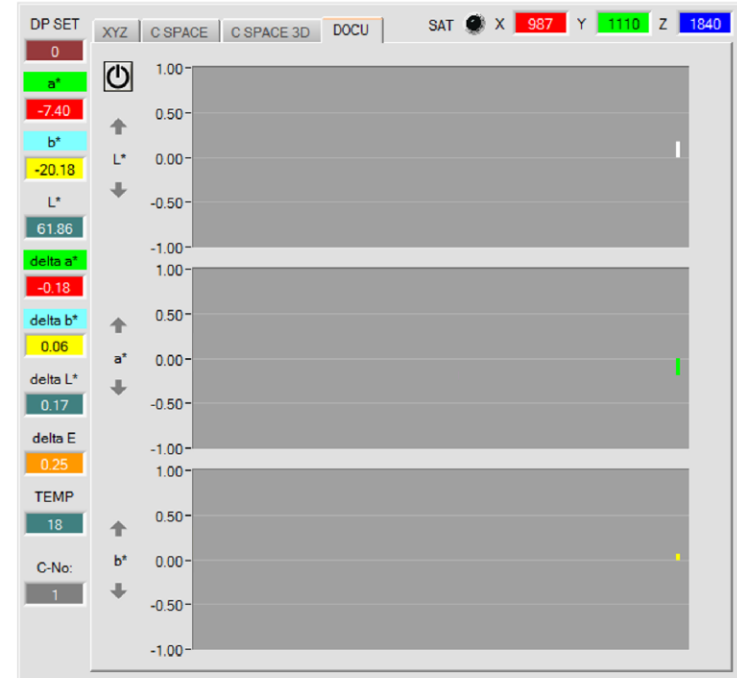 DP SET
0
a*
-7.40
b*
-20.18
L*
61.86
delta a*
-0.18
delta b*
0.06
delta L*
0.17
delta E
0.25
TEMP
18
C-No:
1
XYZ C SPACE C SPACE 3D DOCU
SAT X 987 Y 1110 Z 1840
1.00
0.50
L* 0.00
-0.50
-1.00
1.00
0.50
a* 0.00
-0.50
-1.00
1.00
0.50
b* 0.00
-0.50
-1.00